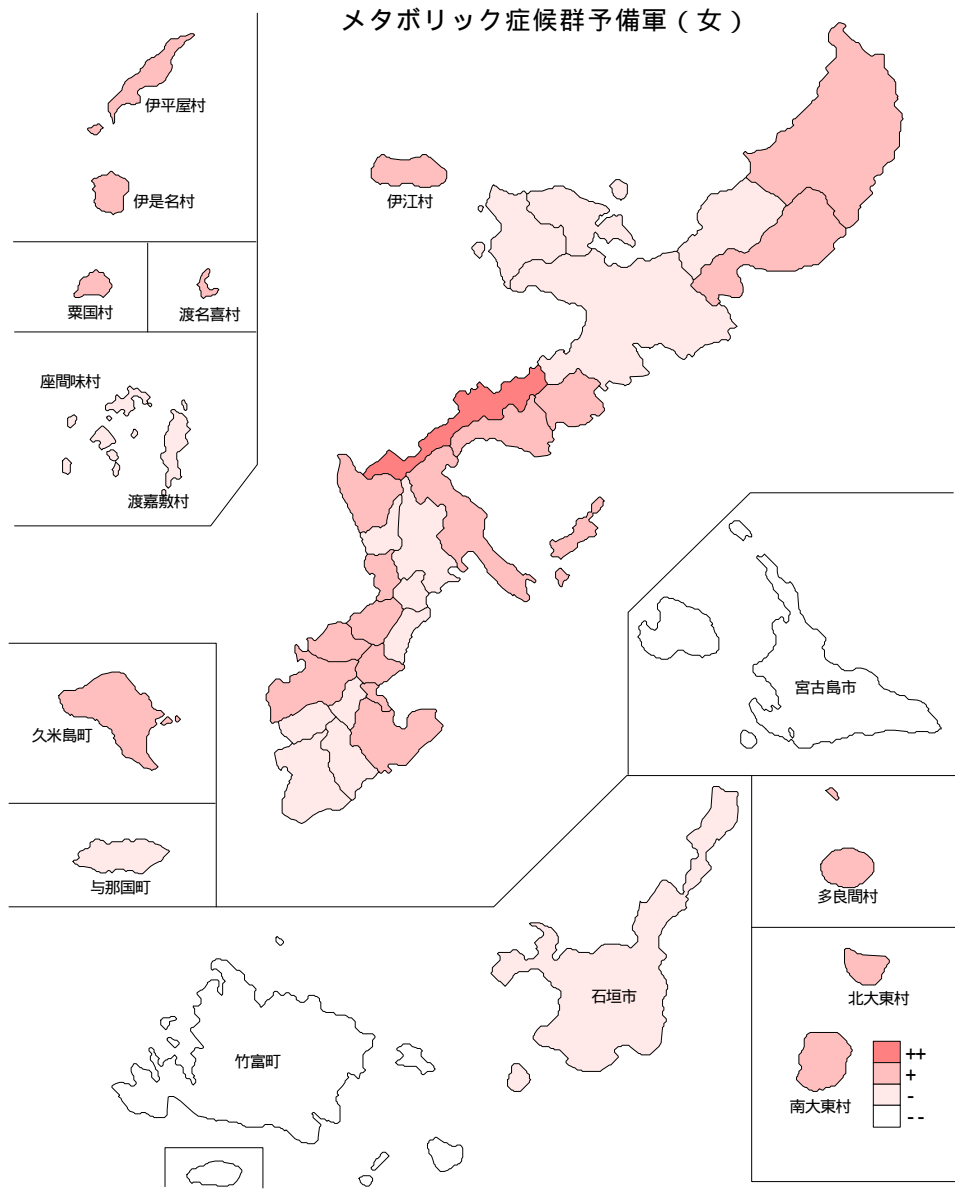 メタボリック症候群予備軍（女）
伊平屋村
伊是名村
伊江村
粟国村
渡名喜村
座間味村
渡嘉敷村
宮古島市
久米島町
与那国町
多良間村
北大東村
石垣市
竹富町
南大東村
++
+
-
--